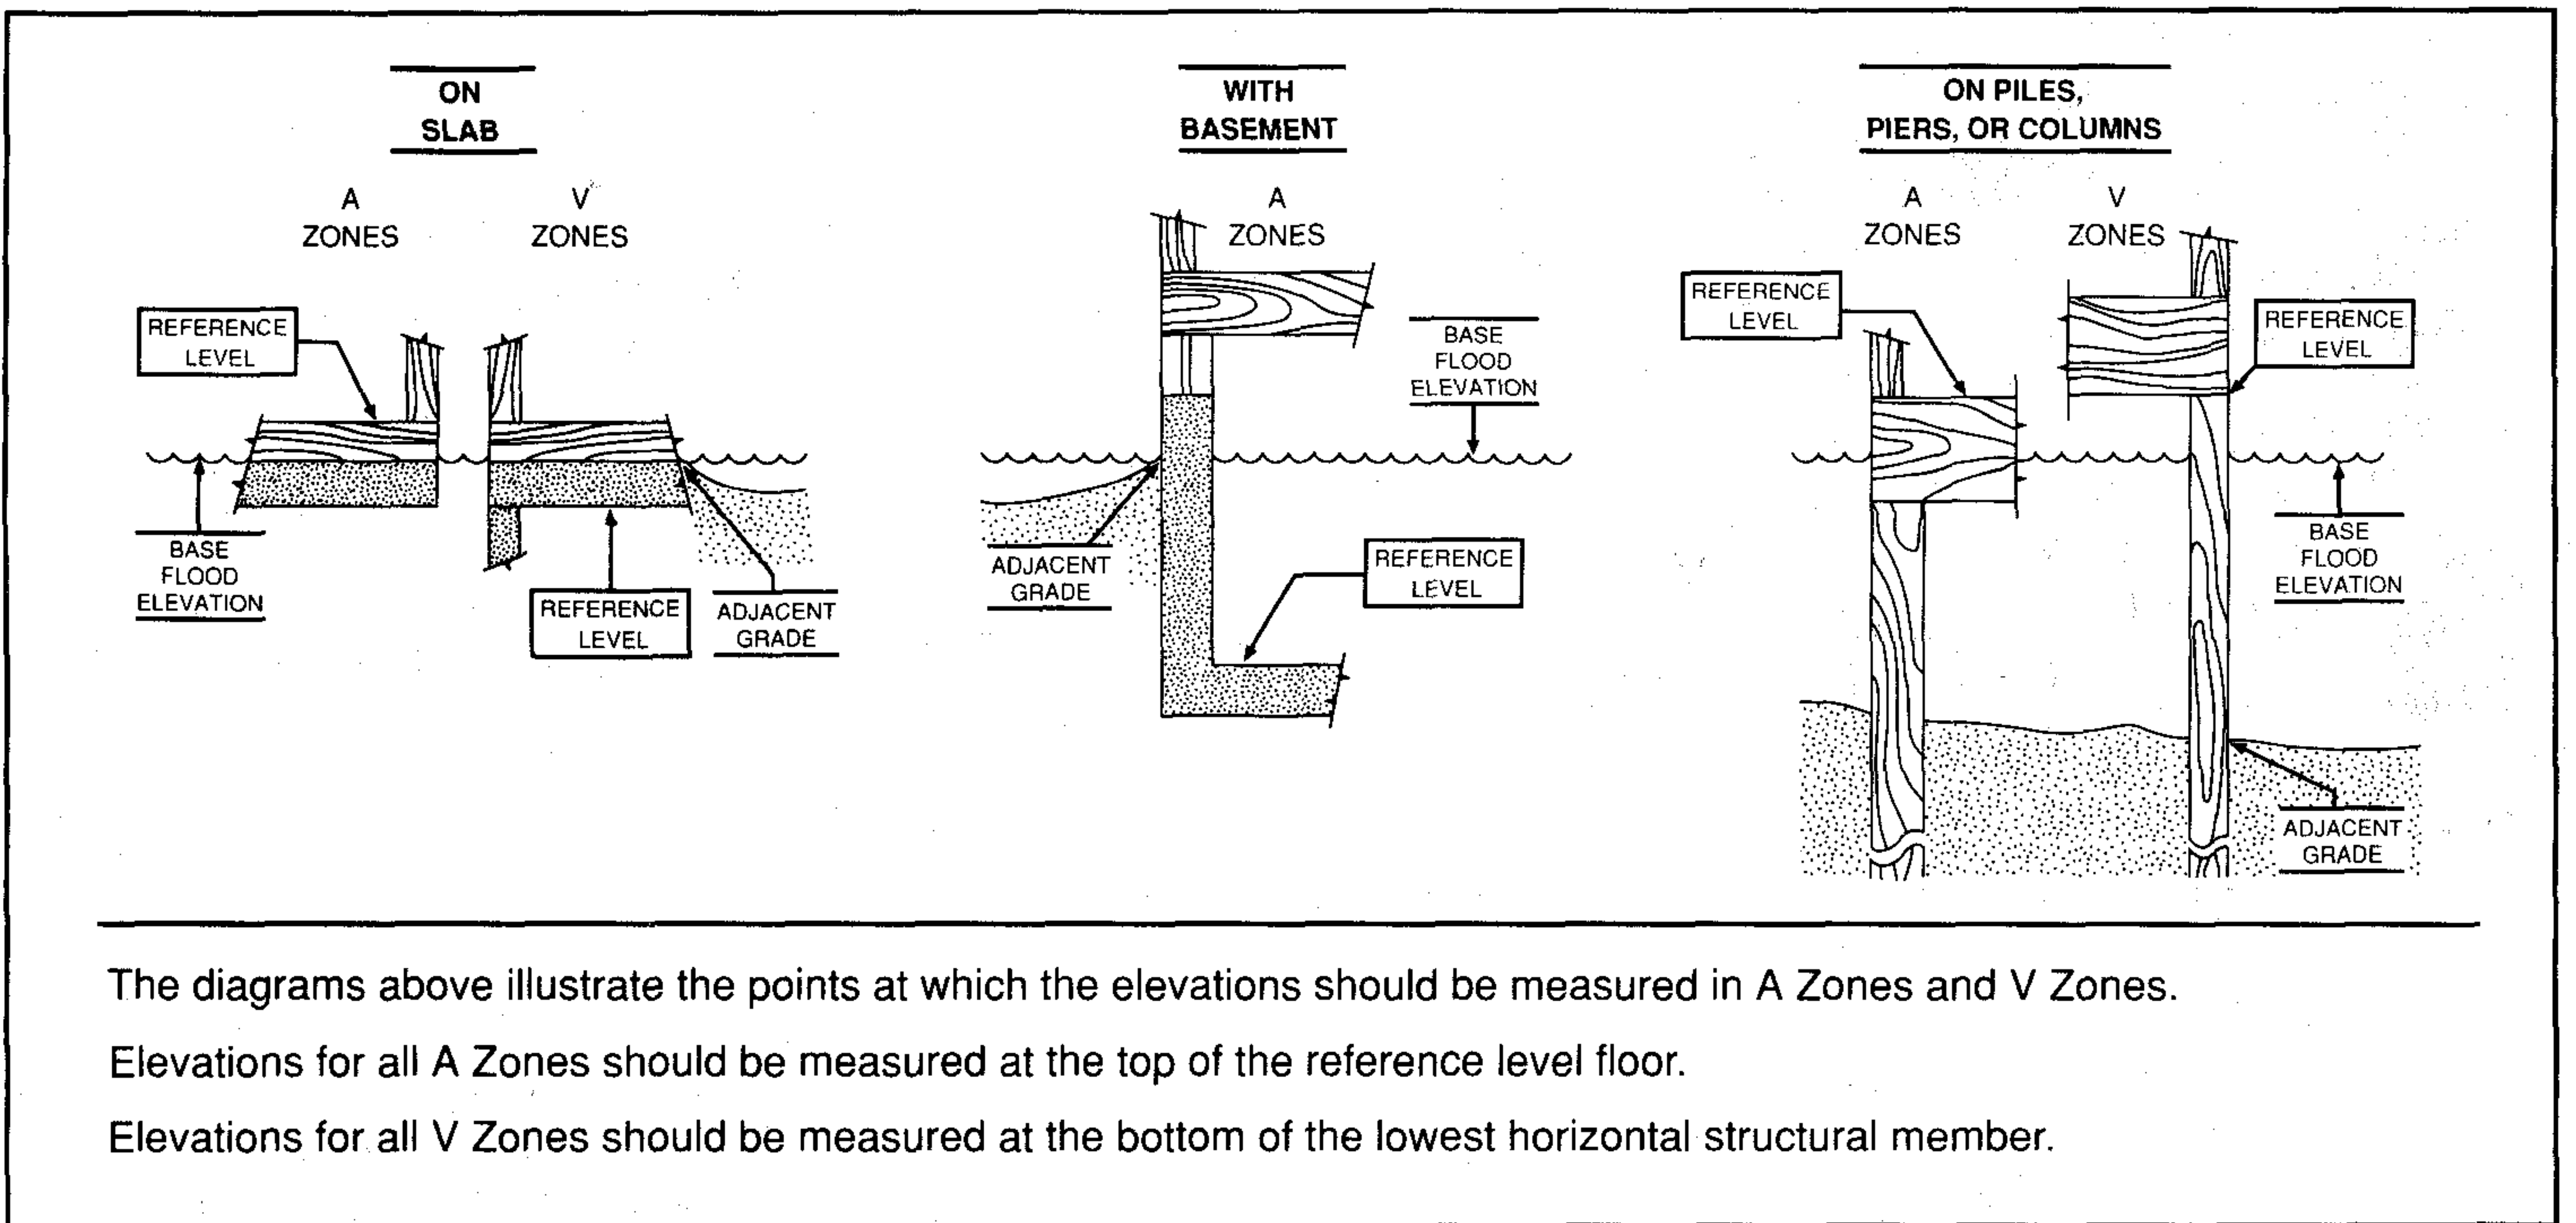 ON
SLAB
A
ZONES
V
ZONES
REFERENCE
LEVEL
BASE
FLOOD
ELEVATION
REFERENCE
LEVEL
ADJACENT
GRADE
WITH
BASEMENT
A
ZONES
BASE
FLOOD
ELEVATION
ADJACENT
GRADE
REFERENCE
LEVEL
ON PILES,
PIERS, OR COLUMNS
A
ZONES
V
ZONES
REFERENCE
LEVEL
REFERENCE
LEVEL
BASE
FLOOD
ELEVATION
ADJACENT
GRADE
The diagrams above illustrate the points at which the elevations should be measured in A Zones and V Zones.
Elevations for all A Zones should be measured at the top of the reference level floor.
Elevations for all V Zones should be measured at the bottom of the lowest horizontal structural member.